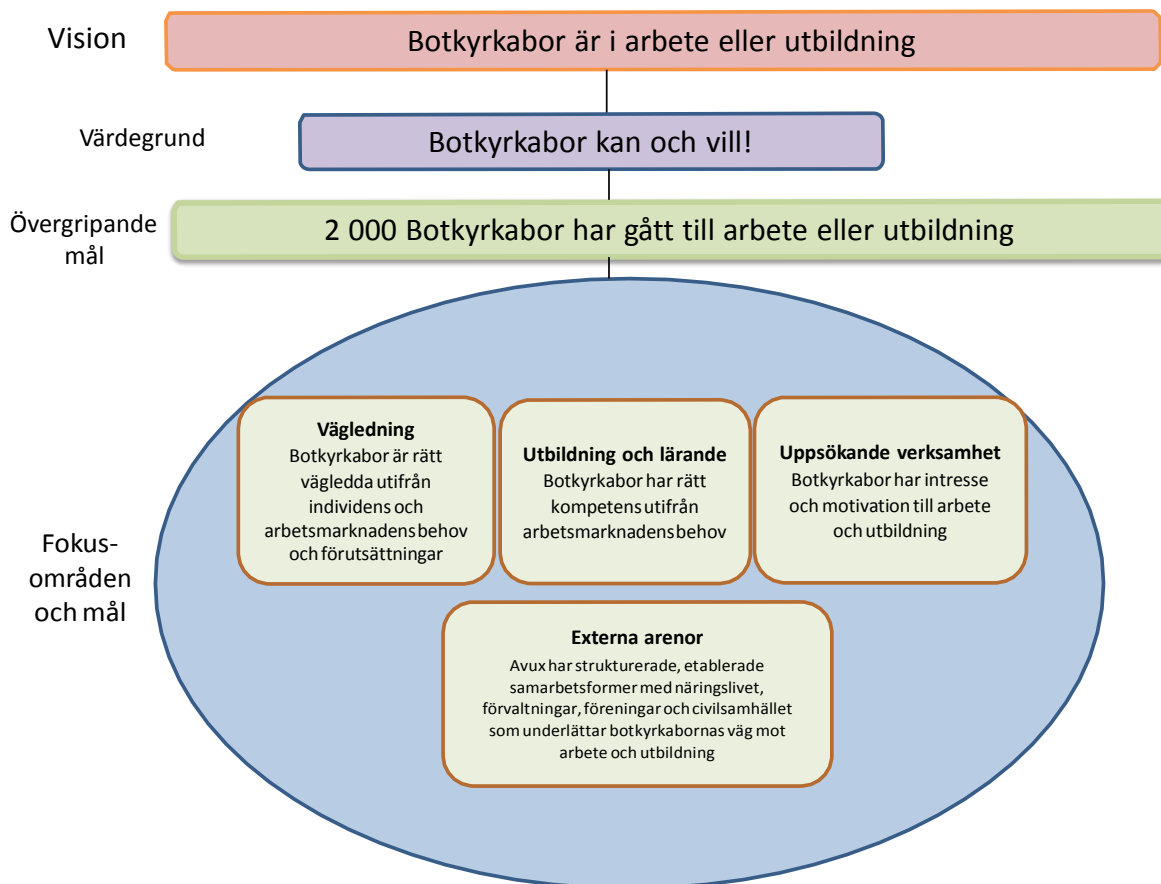 Vision
Botkyrkabor är i arbete eller utbildning
Värdegrund
Botkyrkabor kan och vill!
Övergripande
mål
2 000 Botkyrkabor har gått till arbete eller utbildning
Fokus-
områden
och mål
Vägledning
Botkyrkabor är rätt
vägledda utifrån
individens och
arbetsmarknadens behov
och förutsättningar
Utbildning och lärande
Botkyrkabor har rätt
kompetens utifrån
arbetsmarknadens behov
Uppsökande verksamhet
Botkyrkabor har intresse
och motivation till arbete
och utbildning
Externa arenor
Avux har strukturerade, etablerade
samarbetsformer med näringslivet,
förvaltningar, föreningar och civilsamhället
som underlättar botkyrkabornas väg mot
arbete och utbildning